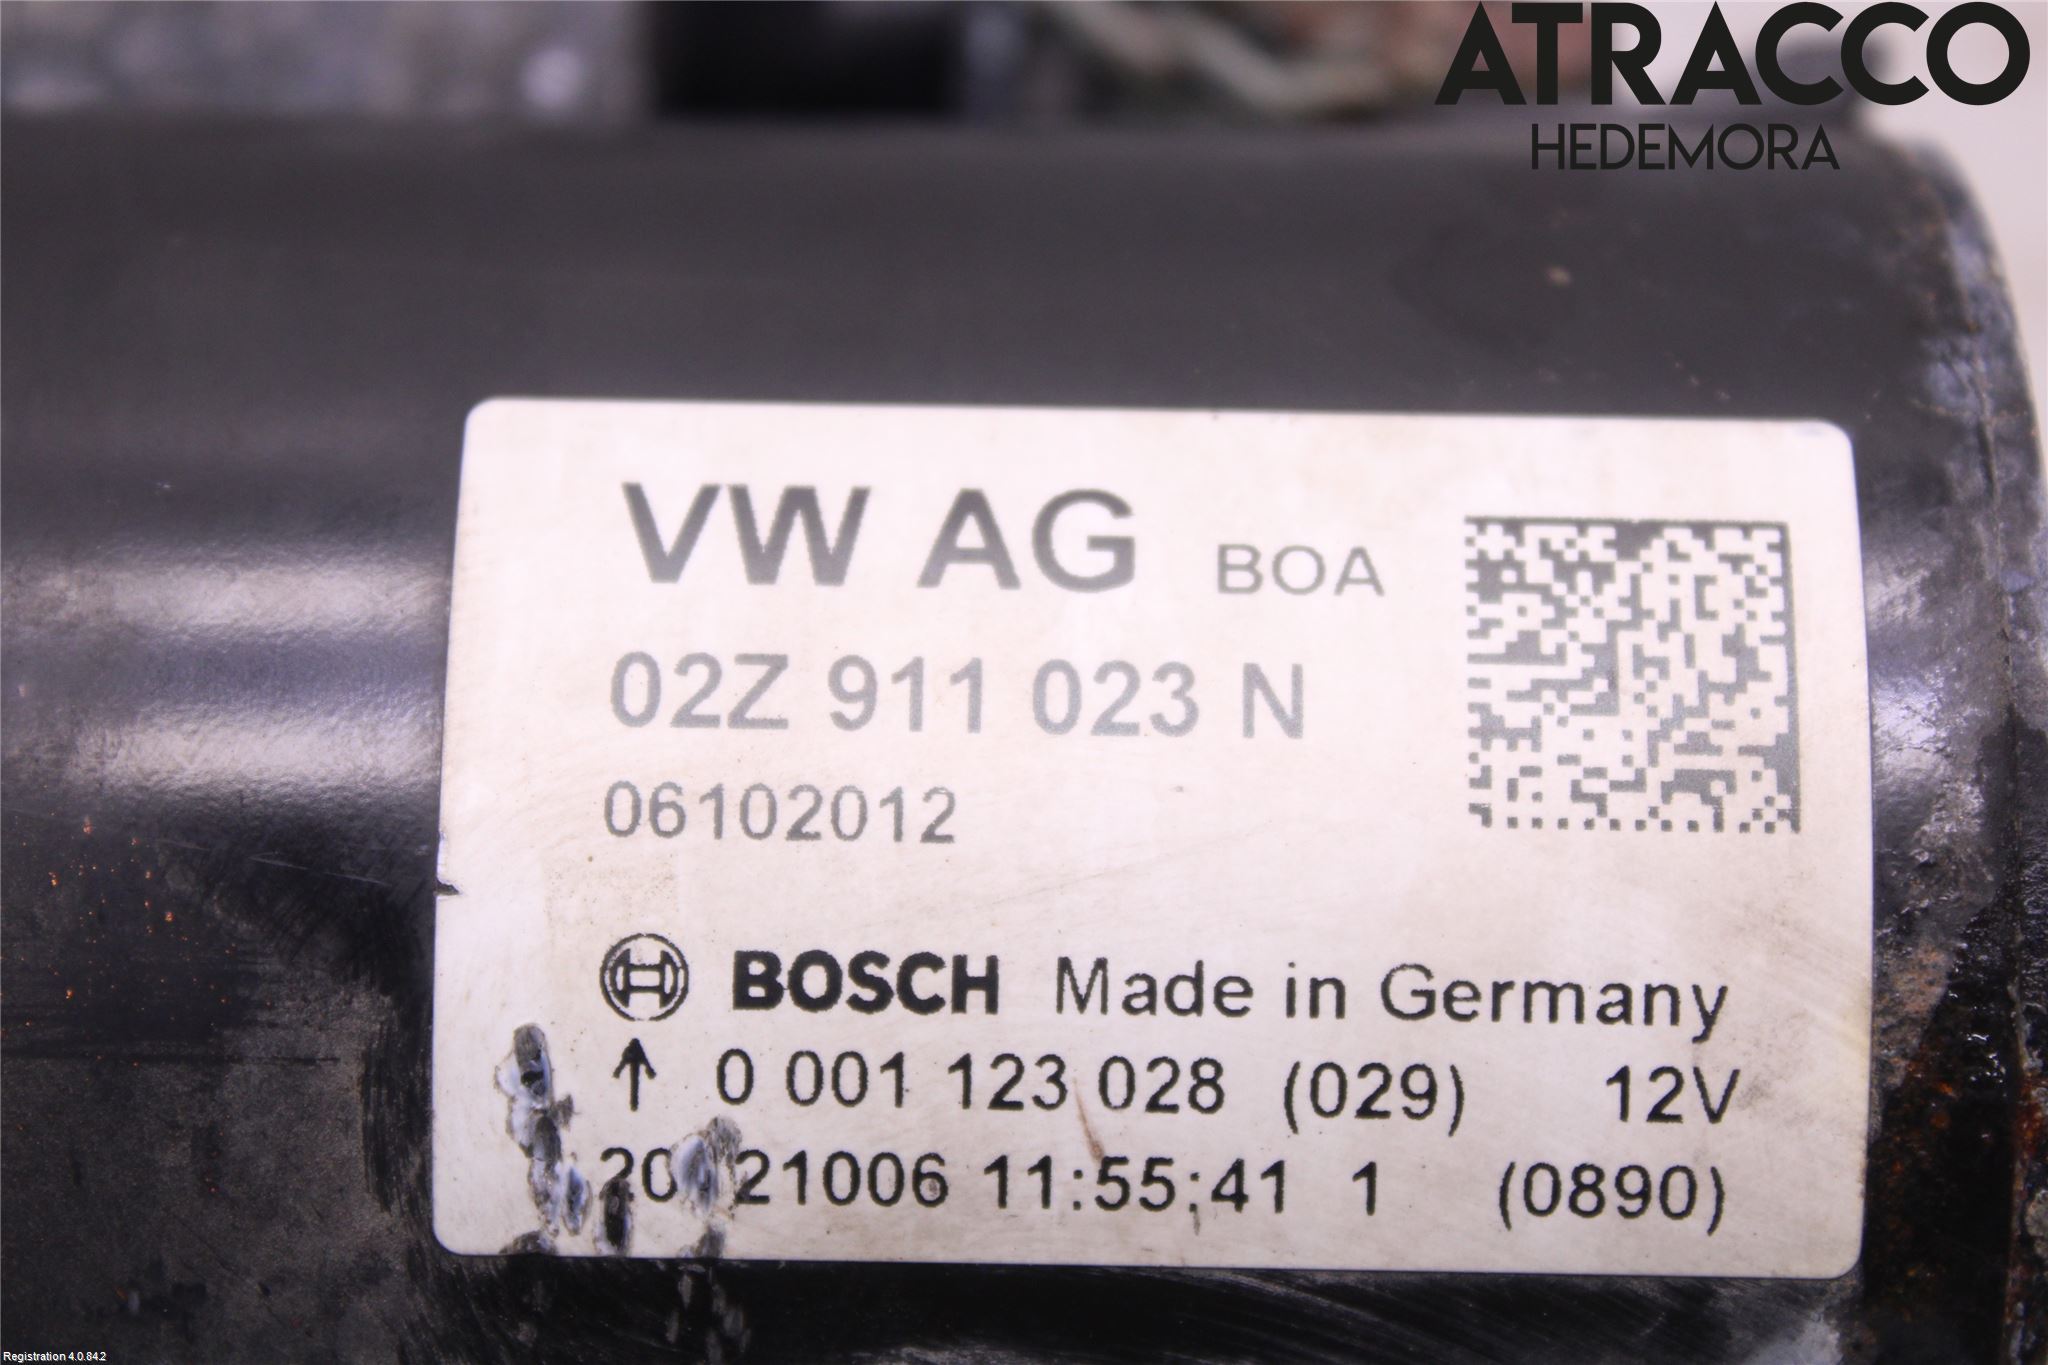 ATRACCO
HEDEMORA
VW AG BOA
02Z 911 023 N
06102012
BOSCH Made in Germany
↑ 0 001 123 028 (029) 12V
21006 11:55:41 1 (0890)
Registration 4.0.84.2